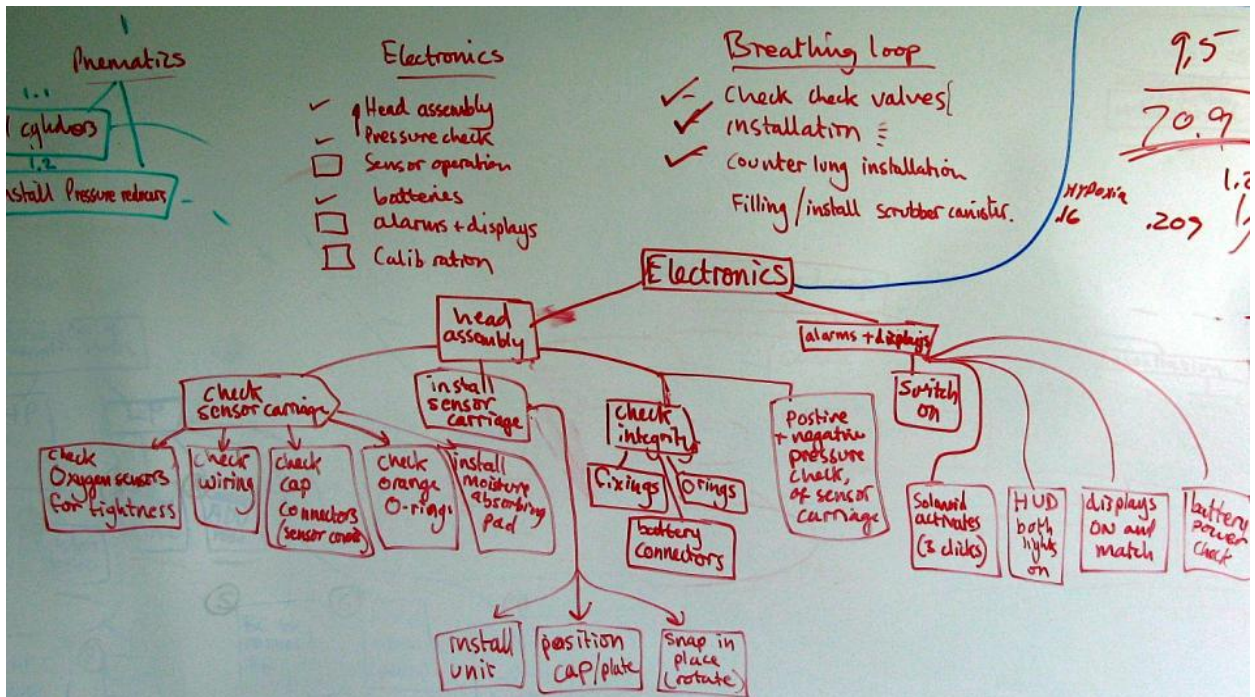 1
Pnematizs
1.1
cylinders
1.2
install Pressure reducers
Electronics
Head assembly
Pressure check
Sensor operation
batteries
alarms + displays
Calibration
Breathing loop
check check valves
installation
Counter lung installation
Filling/install scrubber canister.
9,5
20.9
HYPOXIA
.16
.209
Electronics
head
assembly
alarms + displays
check
sensor carriage
install
sensor
carriage
check
integrity
Postive
+ negative
pressure
check,
of sensor
carriage
Switch
on
check
Oxygen sensors
for tightness
check
wiring
check
cap
connectors
check
orange
O-rings
install
moisture
absorbing
pad
fixings
O rings
battery
connectors
Solanoid
activates
(3 clicks)
HUD
both
lights
on
displays
ON and
match
battery
power
check
install
unit
position
cap/plate
snap in
place
(rotate)